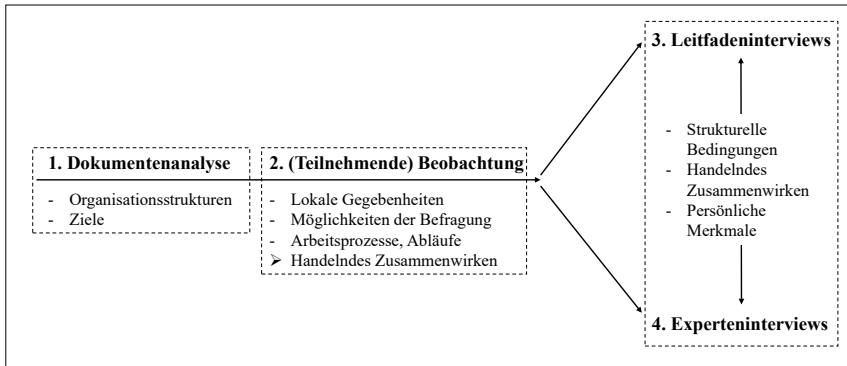 1. Dokumentenanalyse
- Organisationsstrukturen
- Ziele
2. (Teilnehmende) Beobachtung
- Lokale Gegebenheiten
- Möglichkeiten der Befragung
- Arbeitsprozesse, Abläufe
➢ Handelndes Zusammenwirken
3. Leitfadeninterviews
- Strukturelle
Bedingungen
- Handelndes
Zusammenwirken
- Persönliche
Merkmale
4. Experteninterviews